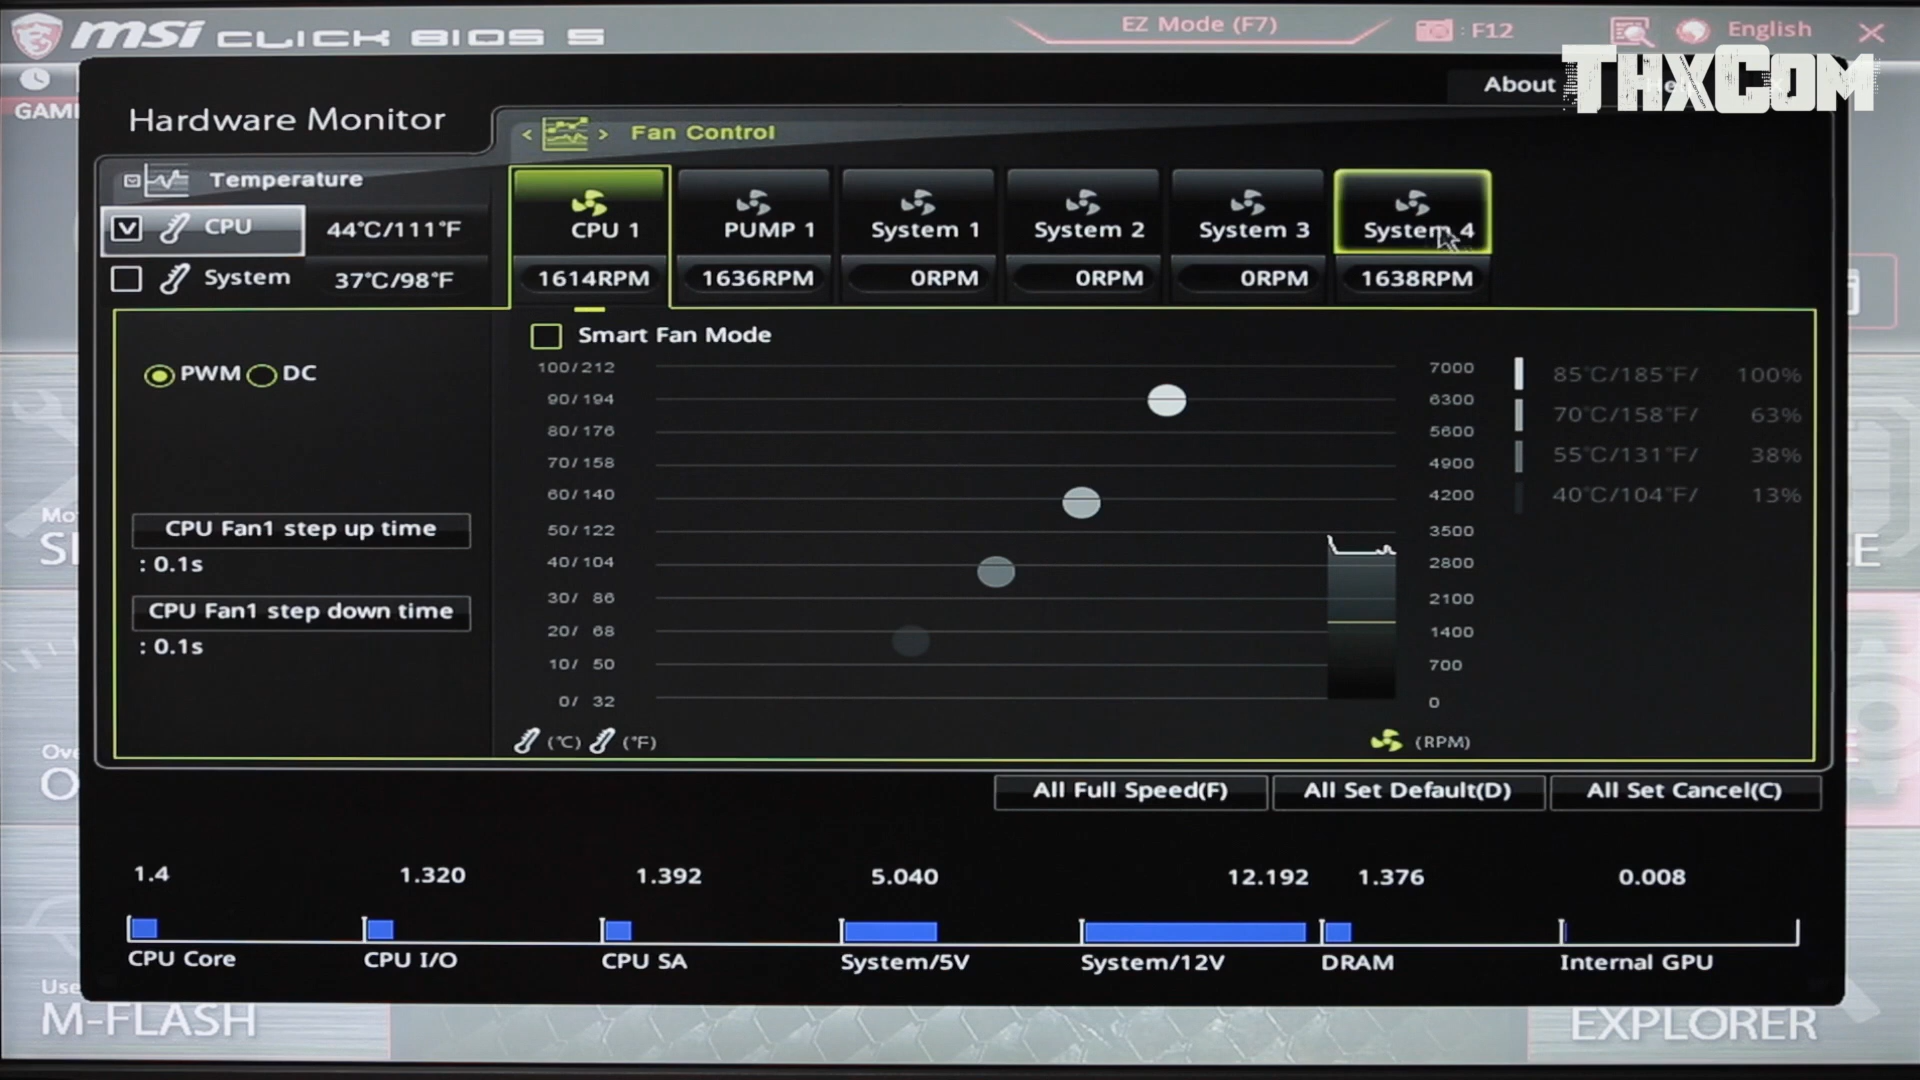 msi CLICK BIOS 5
EZ Mode (F7)
: F12
English
X
GAMI
THXCOM
About
Hardware Monitor
< > Fan Control
Temperature
CPU
44°C/111°F
System
37°C/98°F
CPU 1
PUMP 1
System 1
System 2
System 3
System 4
1614RPM
1636RPM
0RPM
0RPM
0RPM
1638RPM
PWM
DC
Smart Fan Mode
100/212
90/194
80/176
70/158
60/140
50/122
40/104
30/ 86
20/ 68
10/ 50
0/ 32
(°C)
(°F)
7000
6300
5600
4900
4200
3500
2800
2100
1400
700
0
(RPM)
85°C/185°F/ 100%
70°C/158°F/ 63%
55°C/131°F/ 38%
40°C/104°F/ 13%
CPU Fan1 step up time
: 0.1s
CPU Fan1 step down time
: 0.1s
All Full Speed(F)
All Set Default(D)
All Set Cancel(C)
1.4
1.320
1.392
5.040
12.192
1.376
0.008
CPU Core
CPU I/O
CPU SA
System/5V
System/12V
DRAM
Internal GPU
Use
M-FLASH
EXPLORER